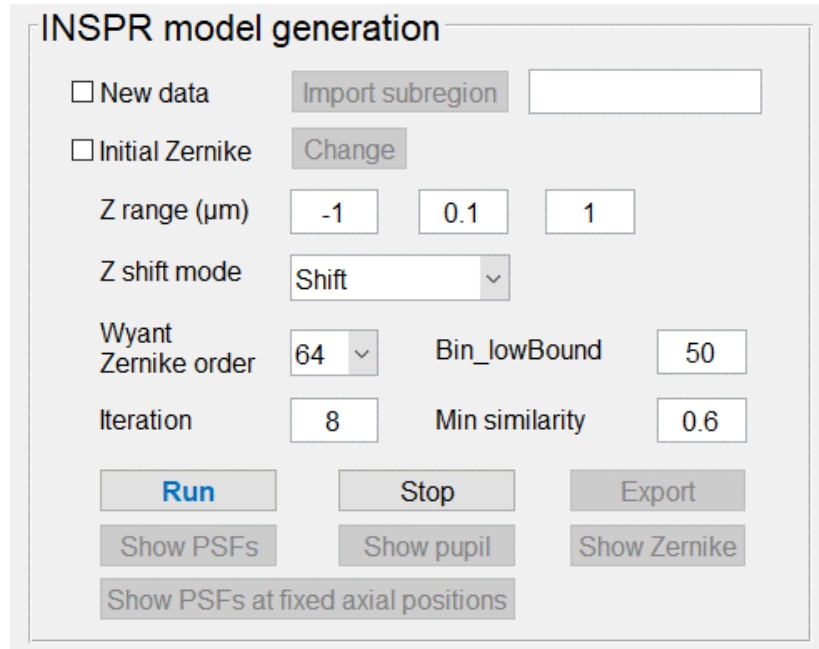 INSPR model generation
New data Import subregion
Initial Zernike Change
Z range (μm) -1 0.1 1
Z shift mode Shift
Wyant
Zernike order 64 Bin_lowBound 50
Iteration 8 Min similarity 0.6
Run Stop Export
Show PSFs Show pupil Show Zernike
Show PSFs at fixed axial positions